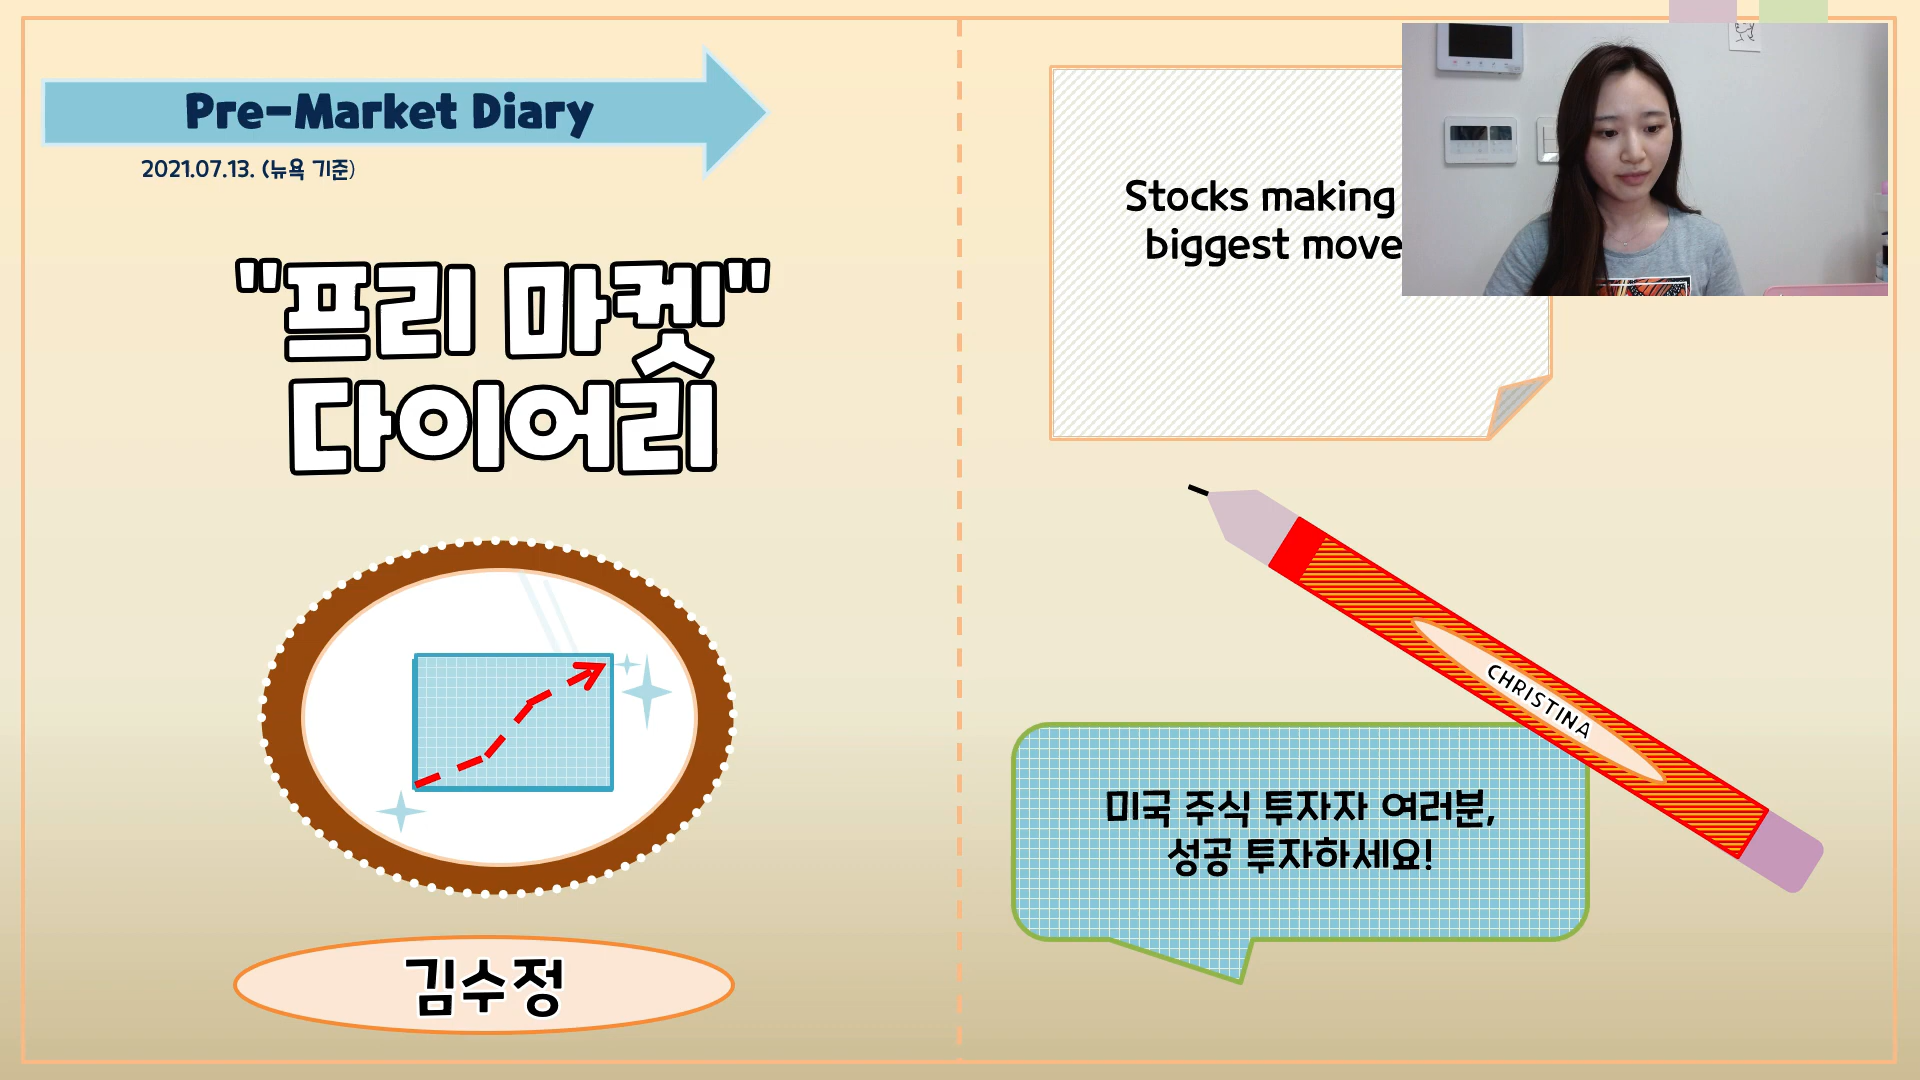 Pre-Market Diary
2021.07.13. (뉴욕 기준)
"프리 마켓"
다이어리
김수정
Stocks making
biggest move
CHRISTINA
미국 주식 투자자 여러분,
성공 투자하세요!